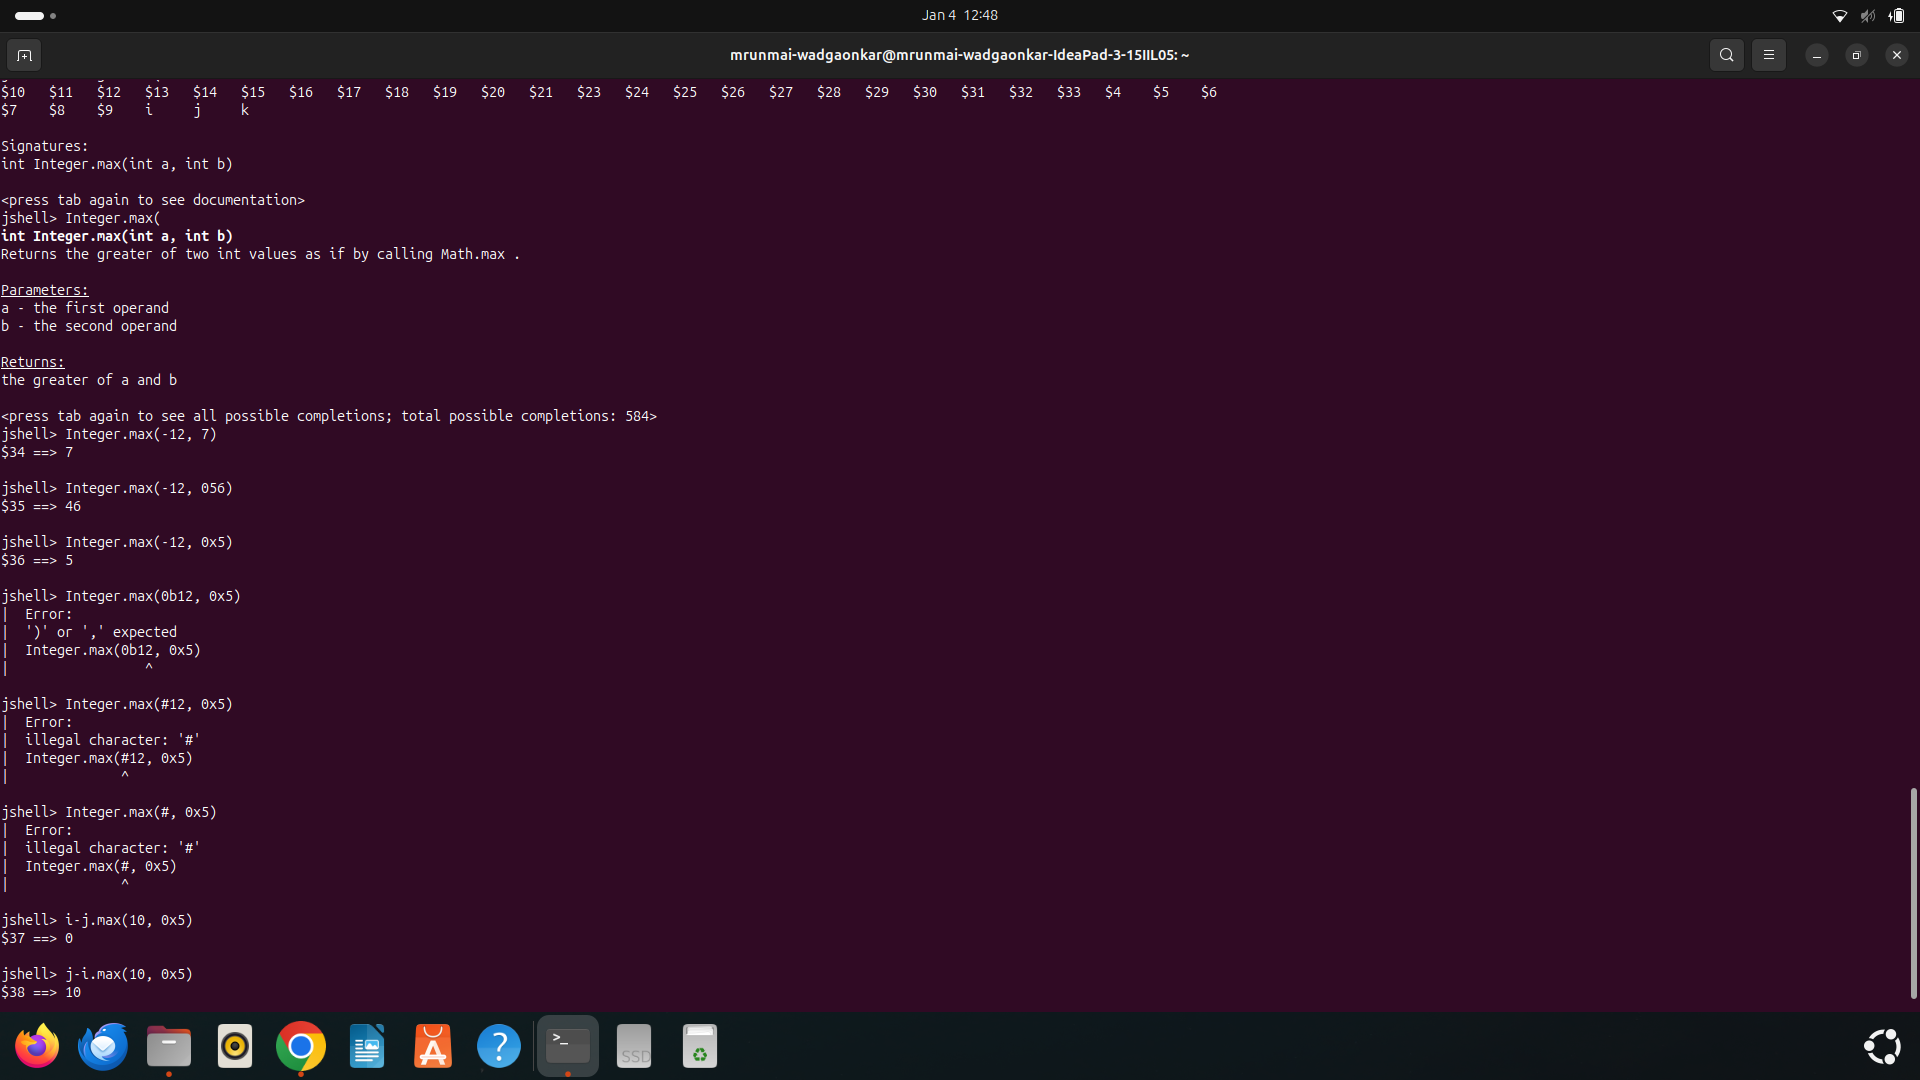 Jan 4 12:48
mrunmai-wadgaonkar@mrunmai-wadgaonkar-IdeaPad-3-15IIL05: ~
$10 $11 $12 $13 $14 $15 $16 $17 $18 $19 $20 $21 $23 $24 $25 $26 $27 $28 $29 $30 $31 $32 $33 $4 $5 $6
$7 $8 $9 i j k
Signatures:
int Integer.max(int a, int b)
<press tab again to see documentation>
jshell> Integer.max(
int Integer.max(int a, int b)
Returns the greater of two int values as if by calling Math.max .
Parameters:
a - the first operand
b - the second operand
Returns:
the greater of a and b
<press tab again to see all possible completions; total possible completions: 584>
jshell> Integer.max(-12, 7)
$34 ==> 7
jshell> Integer.max(-12, 056)
$35 ==> 46
jshell> Integer.max(-12, 0x5)
$36 ==> 5
jshell> Integer.max(0b12, 0x5)
| Error:
| ')' or ',' expected
| Integer.max(0b12, 0x5)
| ^
jshell> Integer.max(#12, 0x5)
| Error:
| illegal character: '#'
| Integer.max(#12, 0x5)
| ^
jshell> Integer.max(#, 0x5)
| Error:
| illegal character: '#'
| Integer.max(#, 0x5)
| ^
jshell> i-j.max(10, 0x5)
$37 ==> 0
jshell> j-i.max(10, 0x5)
$38 ==> 10
>_
SSD